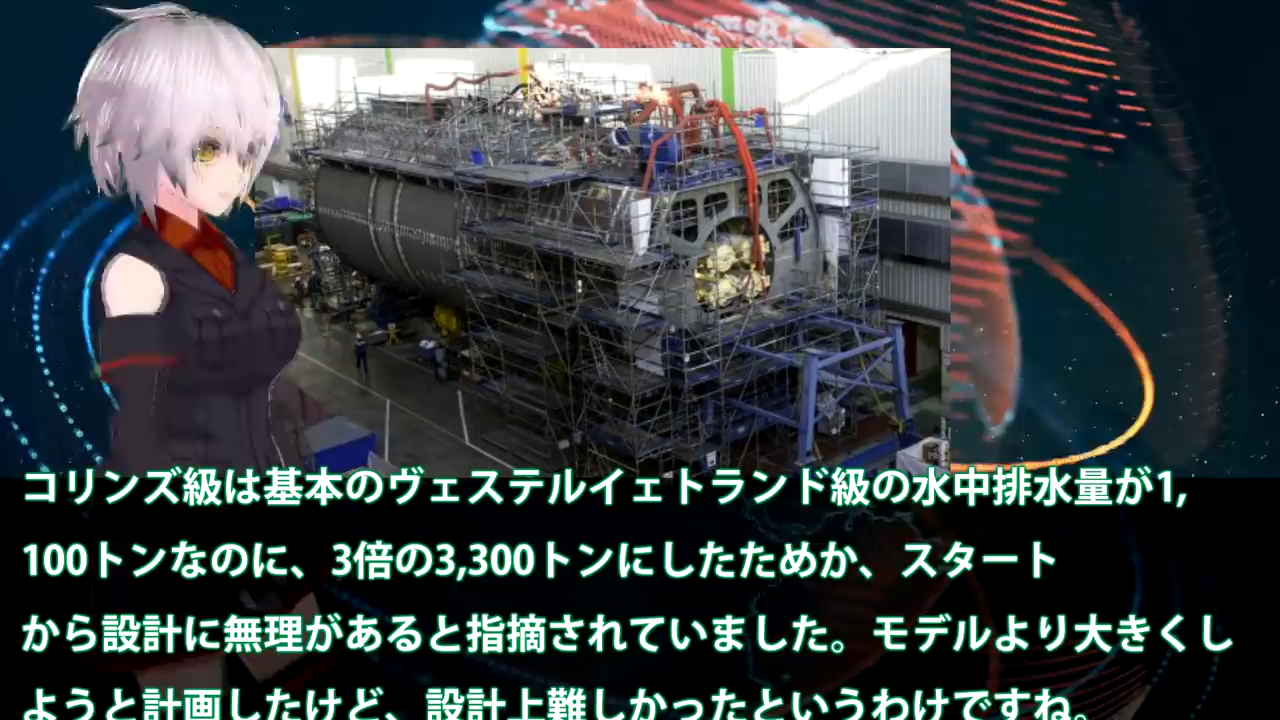 コリンズ級は基本のヴェステルイェトランド級の水中排水量が1,
100トンなのに、3倍の3,300トンにしたためか、スタート
から設計に無理があると指摘されていました。モデルより大きくし
ようと計画したけど、設計上難しかったというわけですね。